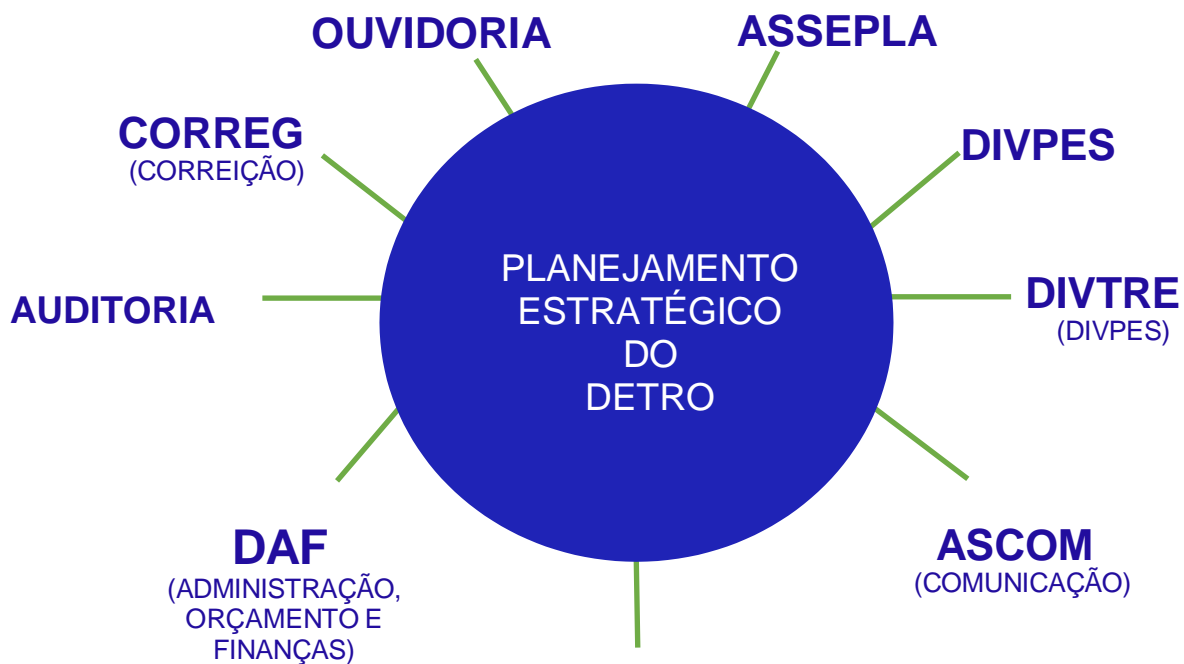 OUVIDORIA
ASSEPLA
CORREG
(CORREIÇÃO)
DIVPES
PLANEJAMENTO
ESTRATÉGICO
DO
DETRO
AUDITORIA
DIVTRE
(DIVPES)
DAF
(ADMINISTRAÇÃO,
ORÇAMENTO E
FINANÇAS)
ASCOM
(COMUNICAÇÃO)